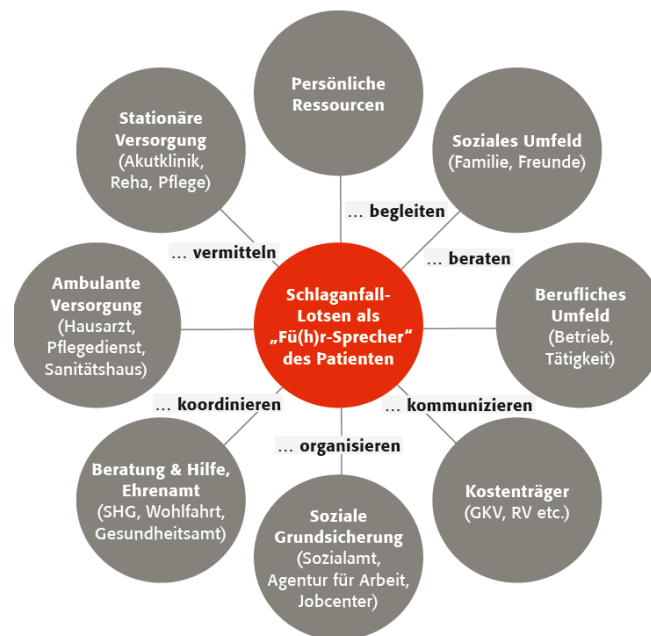 Persönliche
Ressourcen
Stationäre
Versorgung
(Akutklinik,
Reha, Pflege)
Soziales Umfeld
(Familie, Freunde)
... begleiten
... vermitteln
... beraten
Ambulante
Versorgung
(Hausarzt,
Pflegedienst,
Sanitätshaus)
Schlaganfall-
Lotsen als
„Fü(h)r-Sprecher“
des Patienten
Berufliches
Umfeld
(Betrieb,
Tätigkeit)
... koordinieren
... kommunizieren
... organisieren
Beratung & Hilfe,
Ehrenamt
(SHG, Wohlfahrt,
Gesundheitsamt)
Soziale
Grundsicherung
(Sozialamt,
Agentur für Arbeit,
Jobcenter)
Kostenträger
(GKV, RV etc.)